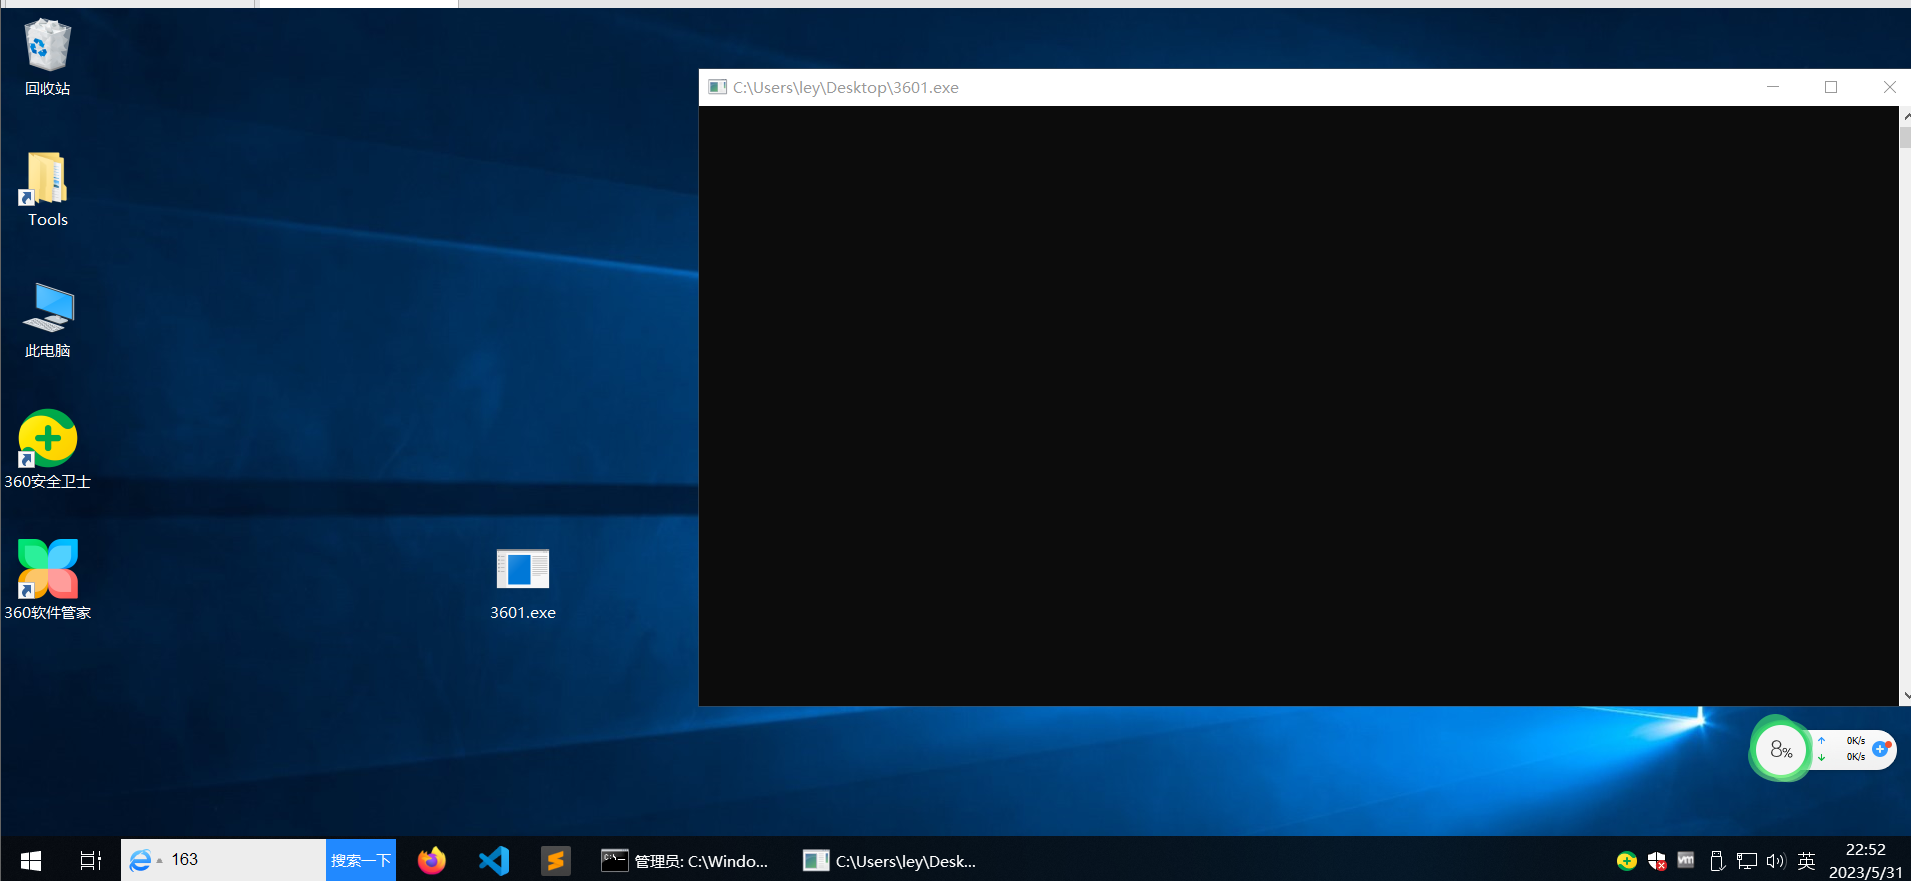 回收站
C:\Users\ley\Desktop\3601.exe
Tools
此电脑
360安全卫士
360软件管家
3601.exe
8%
0K/s
0K/s
163
搜索一下
管理员: C:\Windo...
C:\Users\ley\Desk...
vm
英
22:52
2023/5/31